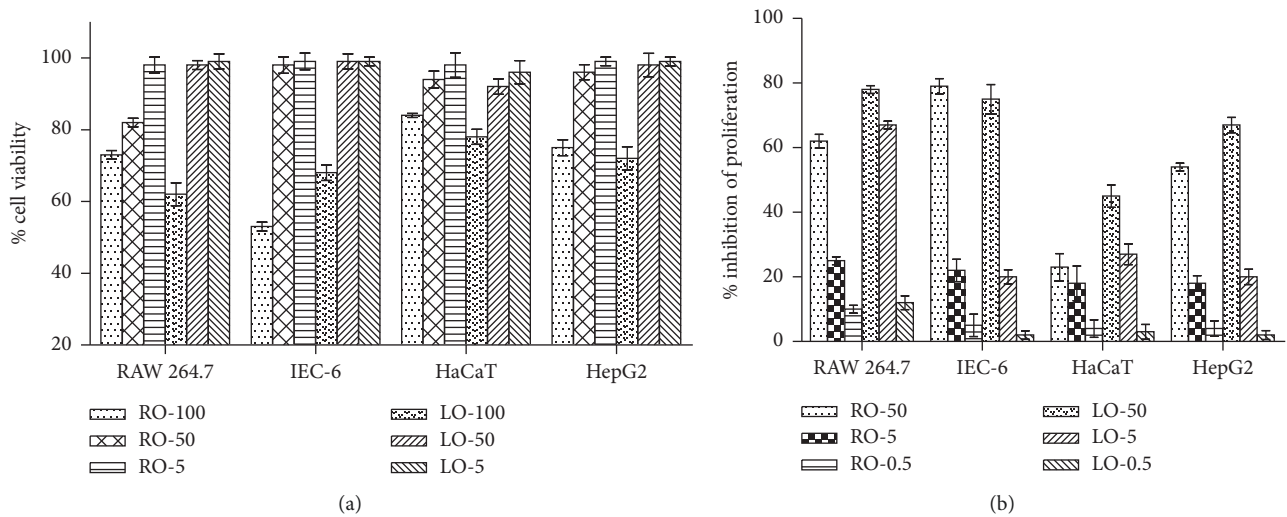 % cell viability
100
80
60
40
20
RAW 264.7 IEC-6 HaCaT HepG2
RO-100 LO-100
RO-50 LO-50
RO-5 LO-5
(a)
% inhibition of proliferation
100
80
60
40
20
0
RAW 264.7 IEC-6 HaCaT HepG2
RO-50 LO-50
RO-5 LO-5
RO-0.5 LO-0.5
(b)